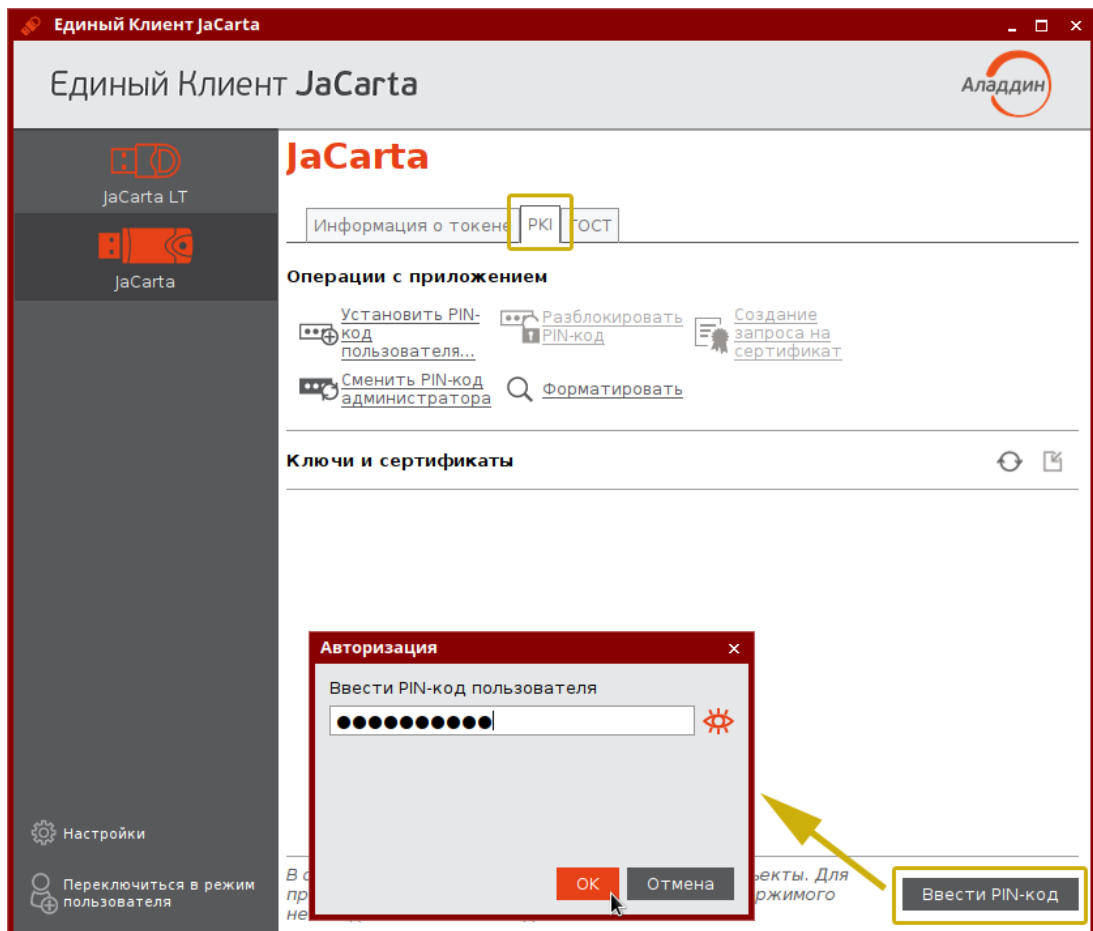 Единый Клиент JaCarta
Единый Клиент JaCarta
Аладдин
JaCarta LT
JaCarta
JaCarta
Информация о токене
PKI
ГОСТ
Операции с приложением
Установить PIN-
код
пользователя...
Разблокировать
PIN-код
Создание
запроса на
сертификат
Сменить PIN-код
администратора
Форматировать
Ключи и сертификаты
Авторизация
Ввести PIN-код пользователя
OK
Отмена
Настройки
Переключиться в режим
пользователя
Для
Ввести PIN-код